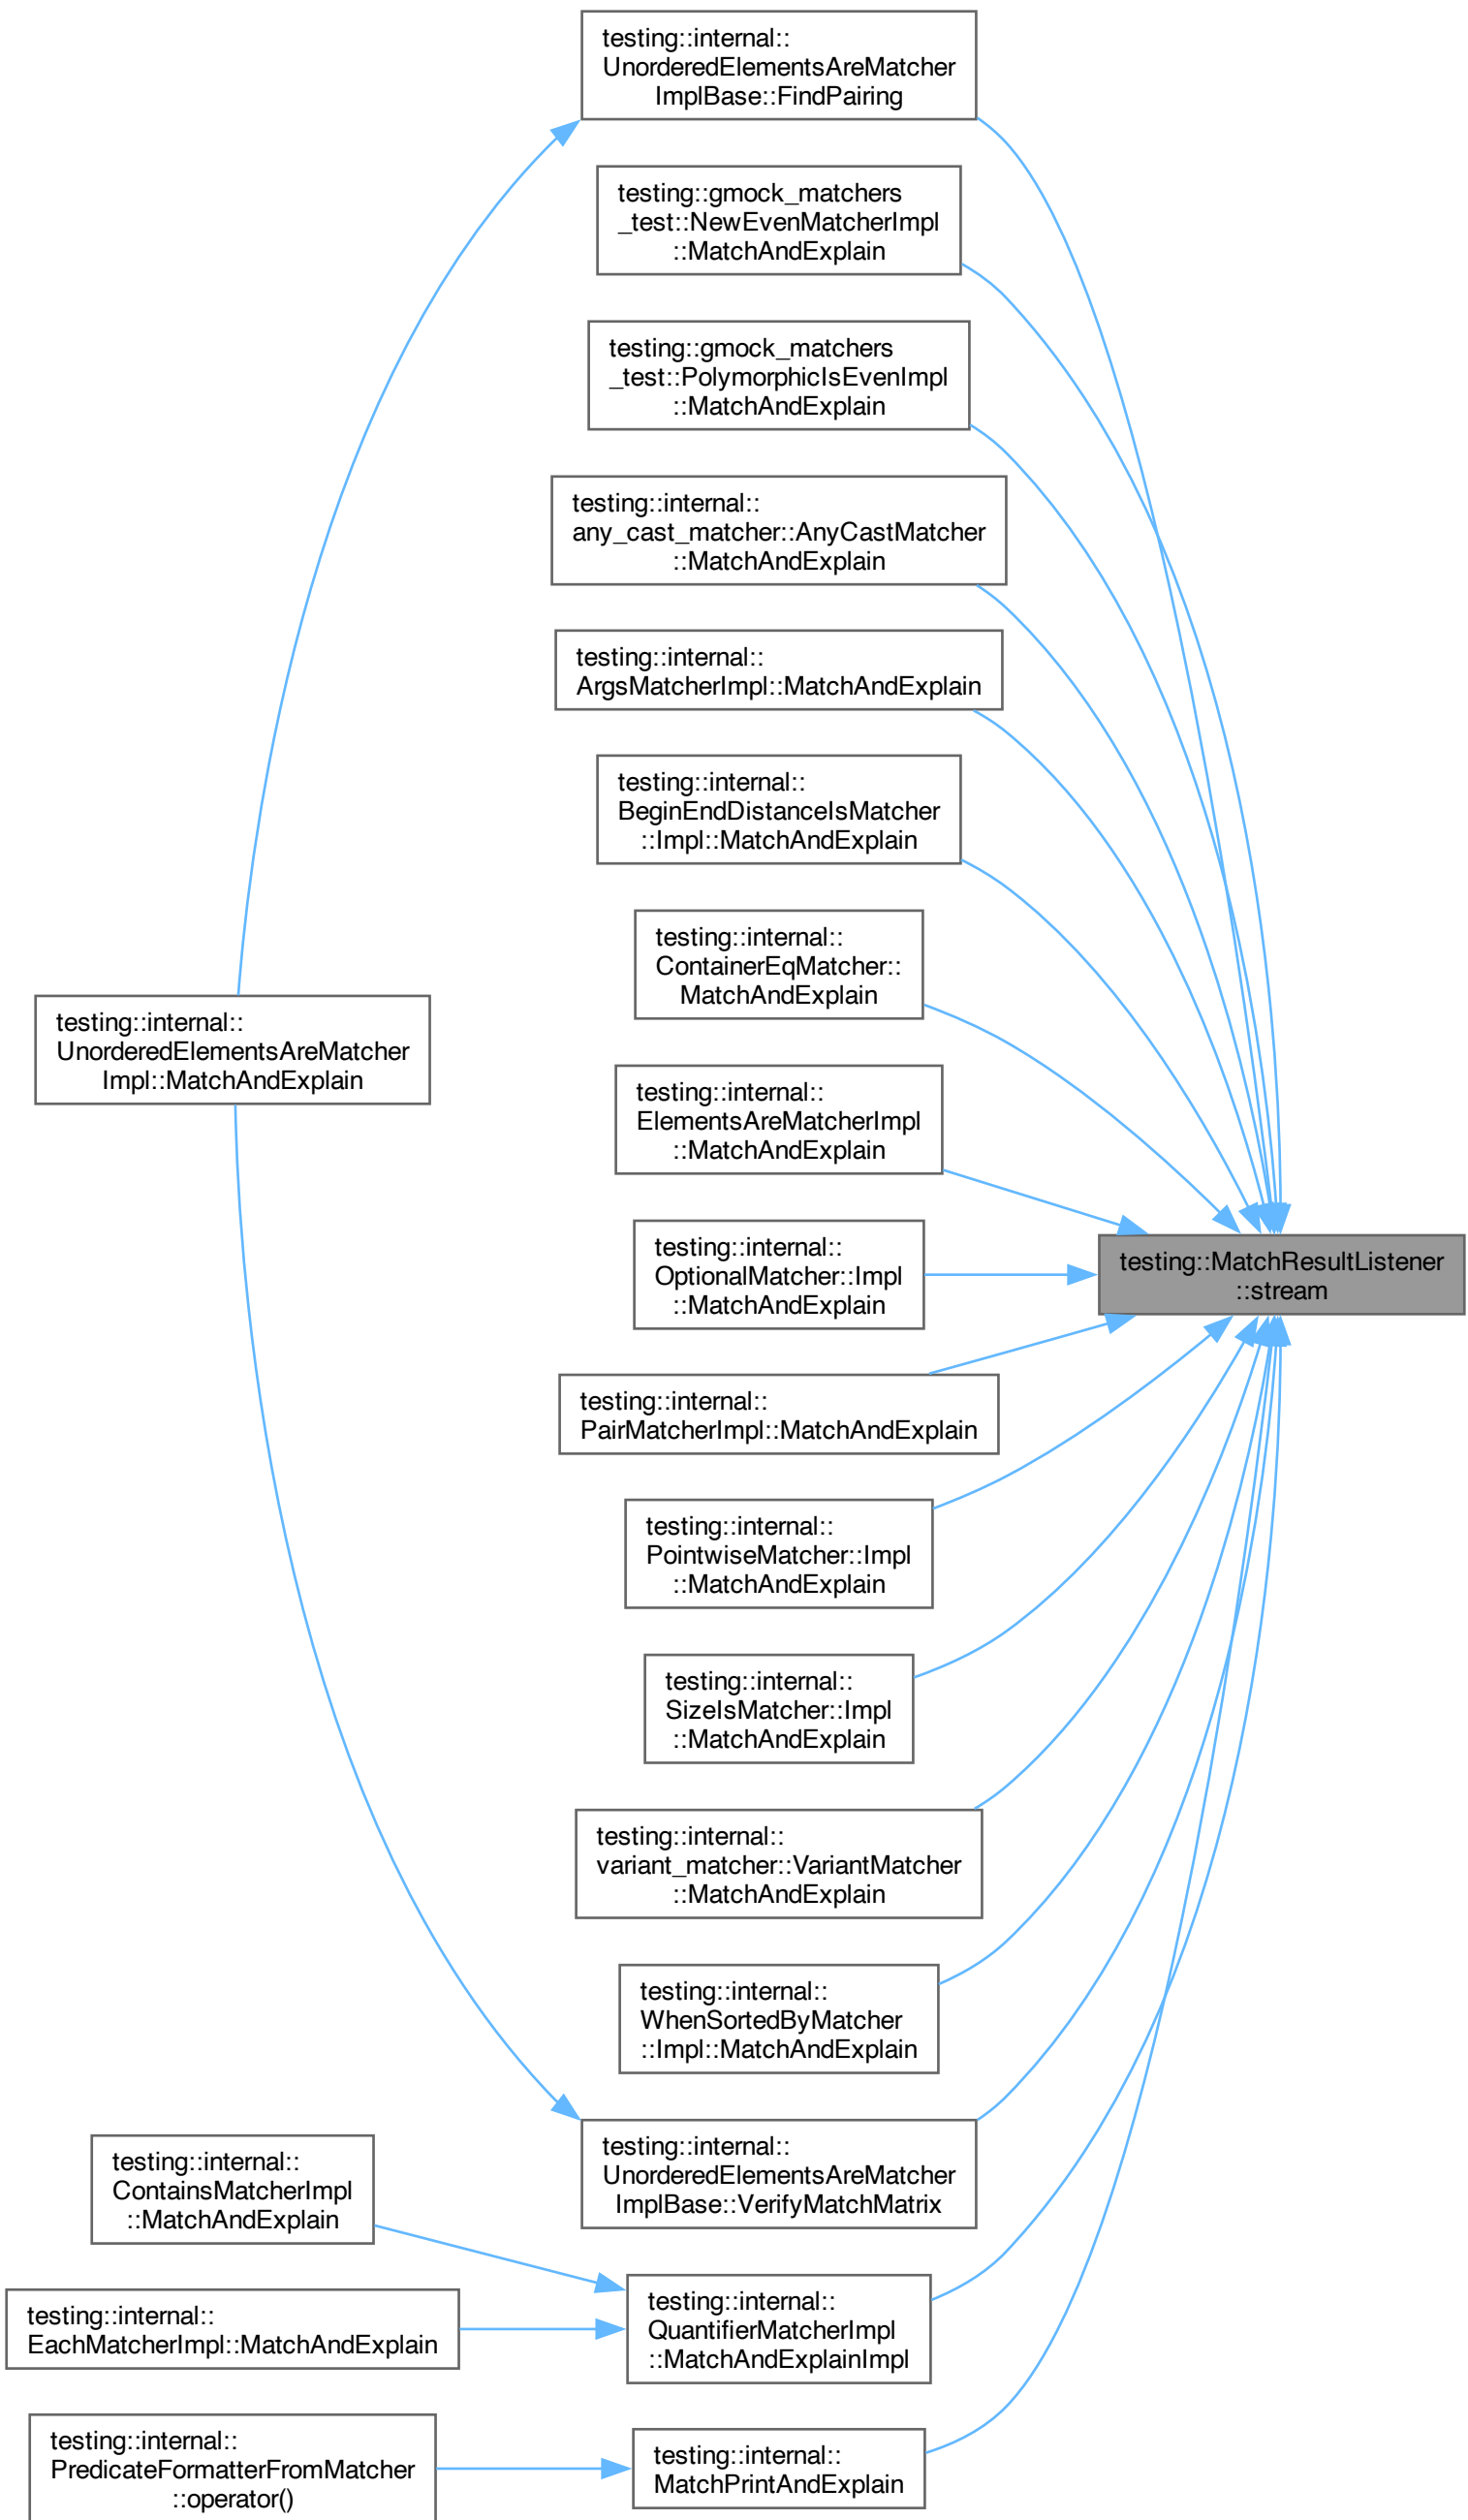 testing::internal::
UnorderedElementsAreMatcher
ImplBase::FindPairing
testing::gmock_matchers
_test::NewEvenMatcherImpl
::MatchAndExplain
testing::gmock_matchers
_test::PolymorphicIsEvenImpl
::MatchAndExplain
testing::internal::
any_cast_matcher::AnyCastMatcher
::MatchAndExplain
testing::internal::
ArgsMatcherImpl::MatchAndExplain
testing::internal::
BeginEndDistanceIsMatcher
::Impl::MatchAndExplain
testing::internal::
ContainerEqMatcher::
MatchAndExplain
testing::internal::
UnorderedElementsAreMatcher
Impl::MatchAndExplain
testing::internal::
ElementsAreMatcherImpl
::MatchAndExplain
testing::internal::
OptionalMatcher::Impl
::MatchAndExplain
testing::MatchResultListener
::stream
testing::internal::
PairMatcherImpl::MatchAndExplain
testing::internal::
PointwiseMatcher::Impl
::MatchAndExplain
testing::internal::
SizeIsMatcher::Impl
::MatchAndExplain
testing::internal::
variant_matcher::VariantMatcher
::MatchAndExplain
testing::internal::
WhenSortedByMatcher
::Impl::MatchAndExplain
testing::internal::
UnorderedElementsAreMatcher
ImplBase::VerifyMatchMatrix
testing::internal::
ContainsMatcherImpl
::MatchAndExplain
testing::internal::
EachMatcherImpl::MatchAndExplain
testing::internal::
QuantifierMatcherImpl
::MatchAndExplainImpl
testing::internal::
PredicateFormatterFromMatcher
::operator()
testing::internal::
MatchPrintAndExplain